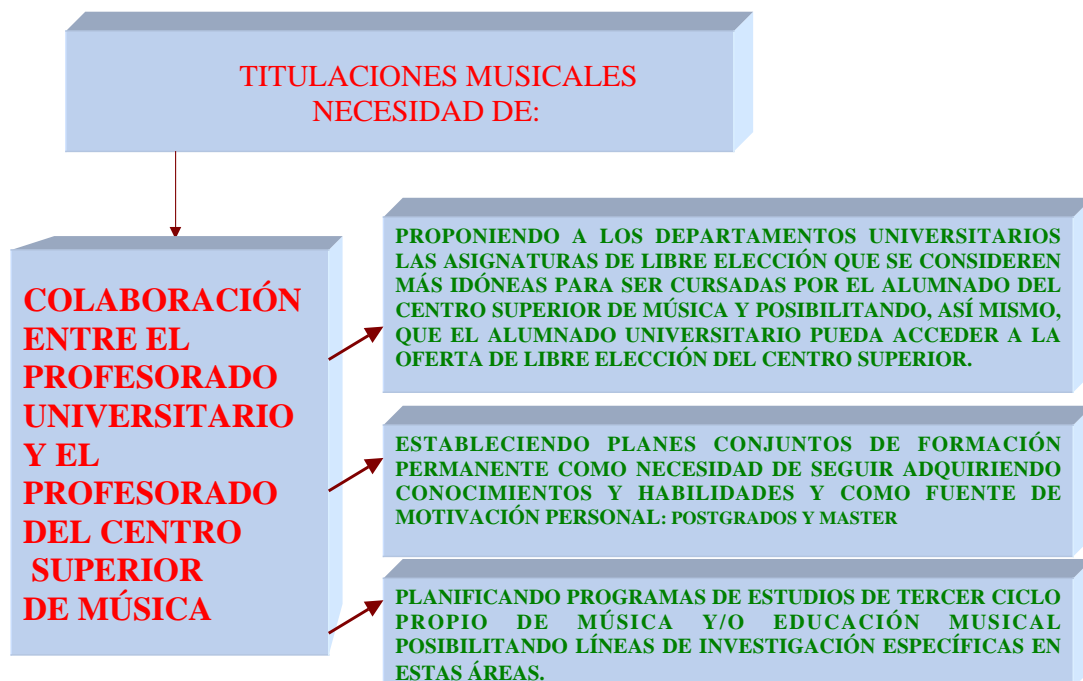 TITULACIONES MUSICALES
NECESIDAD DE:
COLABORACIÓN
ENTRE EL
PROFESORADO
UNIVERSITARIO
Y EL
PROFESORADO
DEL CENTRO
SUPERIOR
DE MÚSICA
PROPONIENDO A LOS DEPARTAMENTOS UNIVERSITARIOS
LAS ASIGNATURAS DE LIBRE ELECCIÓN QUE SE CONSIDEREN
MÁS IDÓNEAS PARA SER CURSADAS POR EL ALUMNADO DEL
CENTRO SUPERIOR DE MÚSICA Y POSIBILITANDO, ASÍ MISMO,
QUE EL ALUMNADO UNIVERSITARIO PUEDA ACCEDER A LA
OFERTA DE LIBRE ELECCIÓN DEL CENTRO SUPERIOR.
ESTABLECIENDO PLANES CONJUNTOS DE FORMACIÓN
PERMANENTE COMO NECESIDAD DE SEGUIR ADQUIRIENDO
CONOCIMIENTOS Y HABILIDADES Y COMO FUENTE DE
MOTIVACIÓN PERSONAL: POSTGRADOS Y MASTER
PLANIFICANDO PROGRAMAS DE ESTUDIOS DE TERCER CICLO
PROPIO DE MÚSICA Y/O EDUCACIÓN MUSICAL
POSIBILITANDO LÍNEAS DE INVESTIGACIÓN ESPECÍFICAS EN
ESTAS ÁREAS.